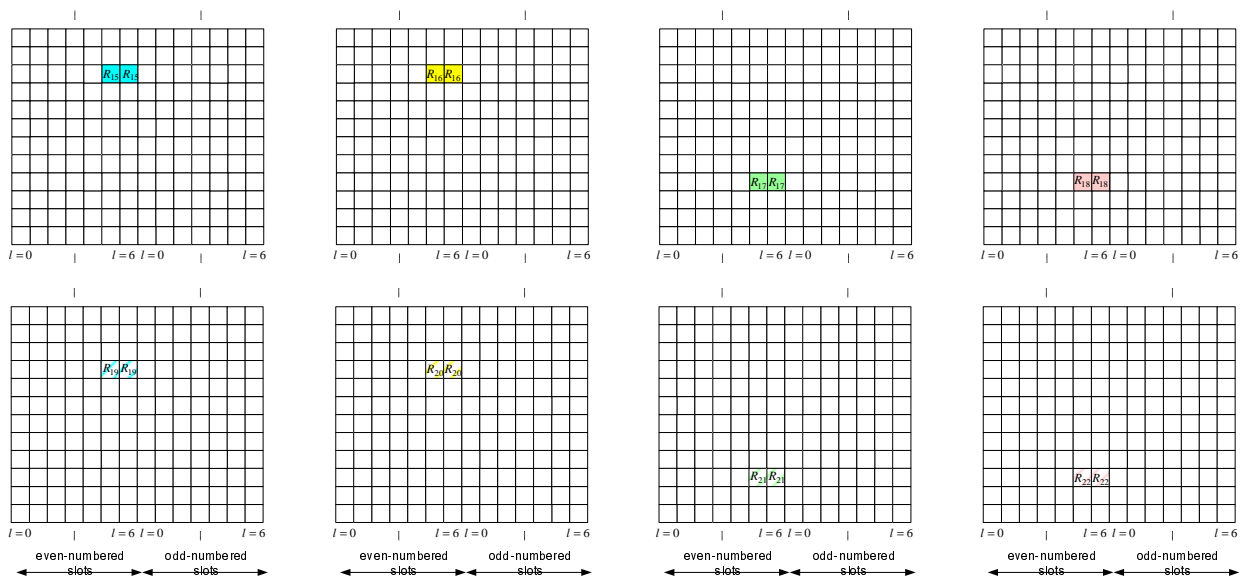 R15 R15 R16 R16
R17 R17 R18 R18
l=0 l=6 l=0 l=6 l=0 l=6 l=0 l=6 l=0 l=6 l=0 l=6 l=0 l=6 l=0 l=6
R19 R19 R20 R20
R21 R21 R22 R22
l=0 l=6 l=0 l=6 l=0 l=6 l=0 l=6 l=0 l=6 l=0 l=6 l=0 l=6 l=0 l=6
even-numbered odd-numbered even-numbered odd-numbered even-numbered odd-numbered even-numbered odd-numbered
slots slots slots slots slots slots slots slots